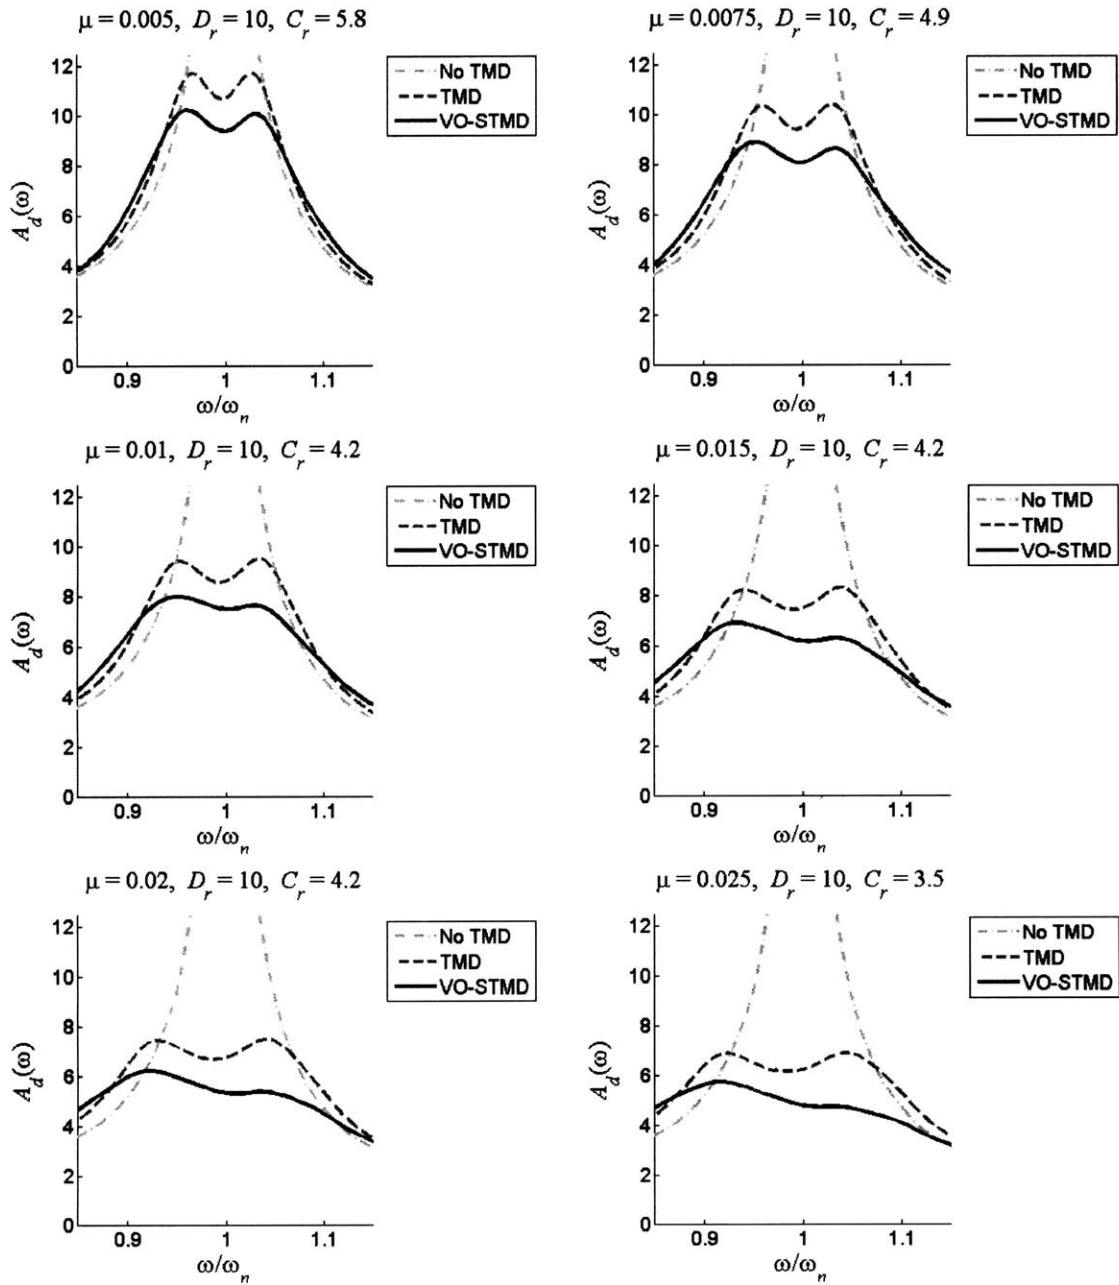 μ = 0.005, D_r = 10, C_r = 5.8
12
10
8
6
4
2
0
A_d(ω)
0.9 1 1.1
ω/ω_n
No TMD
TMD
VO-STMD
μ = 0.0075, D_r = 10, C_r = 4.9
12
10
8
6
4
2
0
A_d(ω)
0.9 1 1.1
ω/ω_n
No TMD
TMD
VO-STMD
μ = 0.01, D_r = 10, C_r = 4.2
12
10
8
6
4
2
0
A_d(ω)
0.9 1 1.1
ω/ω_n
No TMD
TMD
VO-STMD
μ = 0.015, D_r = 10, C_r = 4.2
12
10
8
6
4
2
0
A_d(ω)
0.9 1 1.1
ω/ω_n
No TMD
TMD
VO-STMD
μ = 0.02, D_r = 10, C_r = 4.2
12
10
8
6
4
2
0
A_d(ω)
0.9 1 1.1
ω/ω_n
No TMD
TMD
VO-STMD
μ = 0.025, D_r = 10, C_r = 3.5
12
10
8
6
4
2
0
A_d(ω)
0.9 1 1.1
ω/ω_n
No TMD
TMD
VO-STMD